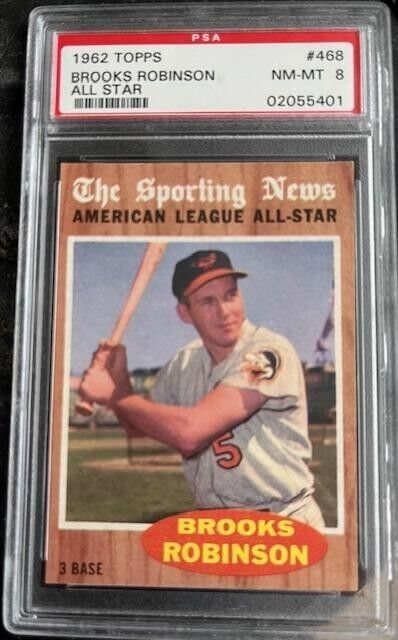 PSA
1962 TOPPS #468
BROOKS ROBINSON NM-MT 8
ALL STAR
02055401
The Sporting News
AMERICAN LEAGUE ALL-STAR
5
BROOKS
ROBINSON
3 BASE